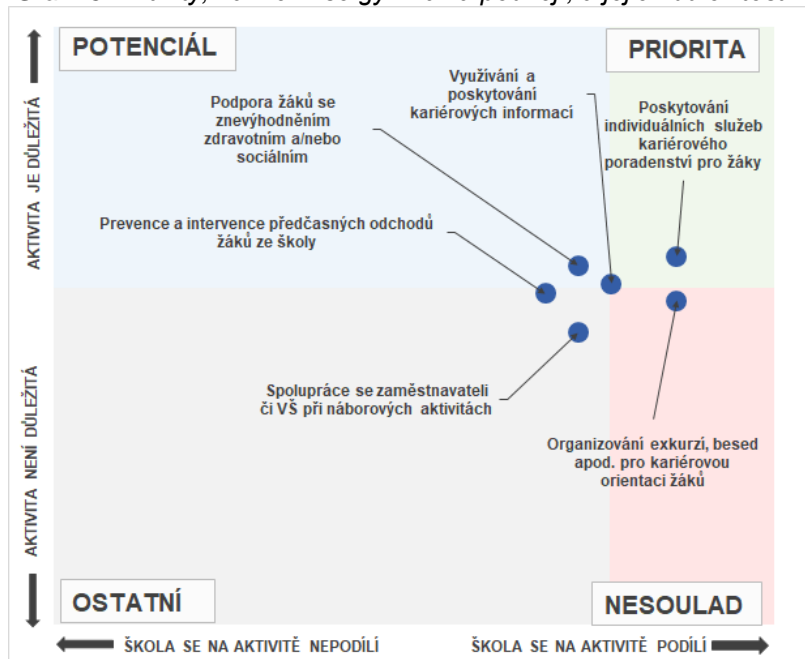 POTENCIÁL
PRIORITA
Využívání a
poskytování
kariérových informací
Podpora žáků se
znevýhodněním
zdravotním a/nebo
sociálním
Poskytování
individuálních služeb
kariérového
poradenství pro žáky
Prevence a intervence předčasných odchodů
žáků ze školy
Spolupráce se zaměstnavateli
či VŠ při náborových aktivitách
Organizování exkurzí, besed
apod. pro kariérovou
orientaci žáků
OSTATNÍ
NESOULAD
AKTIVITA JE DŮLEŽITÁ
AKTIVITA NENÍ DŮLEŽITÁ
ŠKOLA SE NA AKTIVITĚ NEPODÍLÍ
ŠKOLA SE NA AKTIVITĚ PODÍLÍ